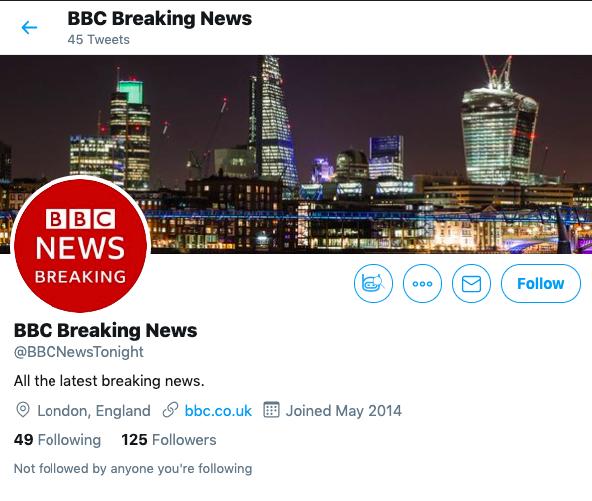 BBC Breaking News
45 Tweets
BBC
NEWS
BREAKING
Follow
BBC Breaking News
@BBCNewsTonight
All the latest breaking news.
London, England bbc.co.uk Joined May 2014
49 Following 125 Followers
Not followed by anyone you're following